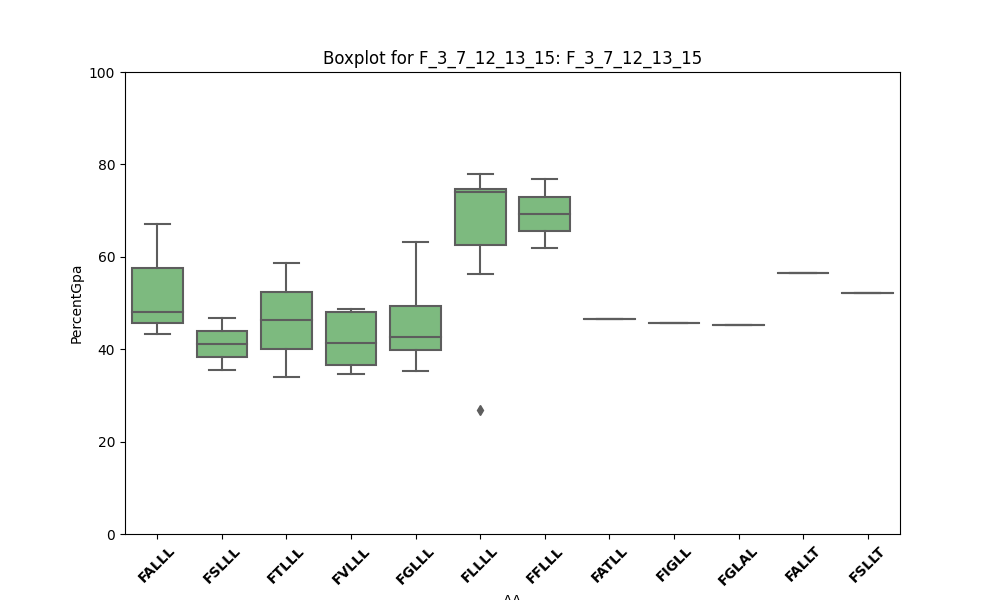 Boxplot for F_3_7_12_13_15: F_3_7_12_13_15
100
80
60
40
20
0
PercentGpa
FALLL
FSLLL
FTLLL
FVLLL
FGLLL
FLLLL
FFLLL
FATLL
FIGLL
FGLAL
FALLT
FSLLT
AA